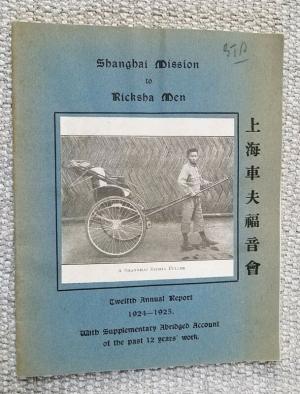 Shanghai Mission
to
Ricksha Men
上海車夫福音會
A SHANGHAI RICSHA PULLER
Twelfth Annual Report
1924—1925.
With Supplementary Abridged Account
of the past 12 years' work.